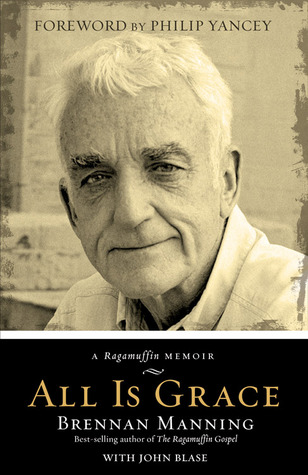 FOREWORD BY PHILIP YANCEY
A Ragamuffin MEMOIR
ALL IS GRACE
BRENNAN MANNING
Best-selling author of The Ragamuffin Gospel
WITH JOHN BLASE